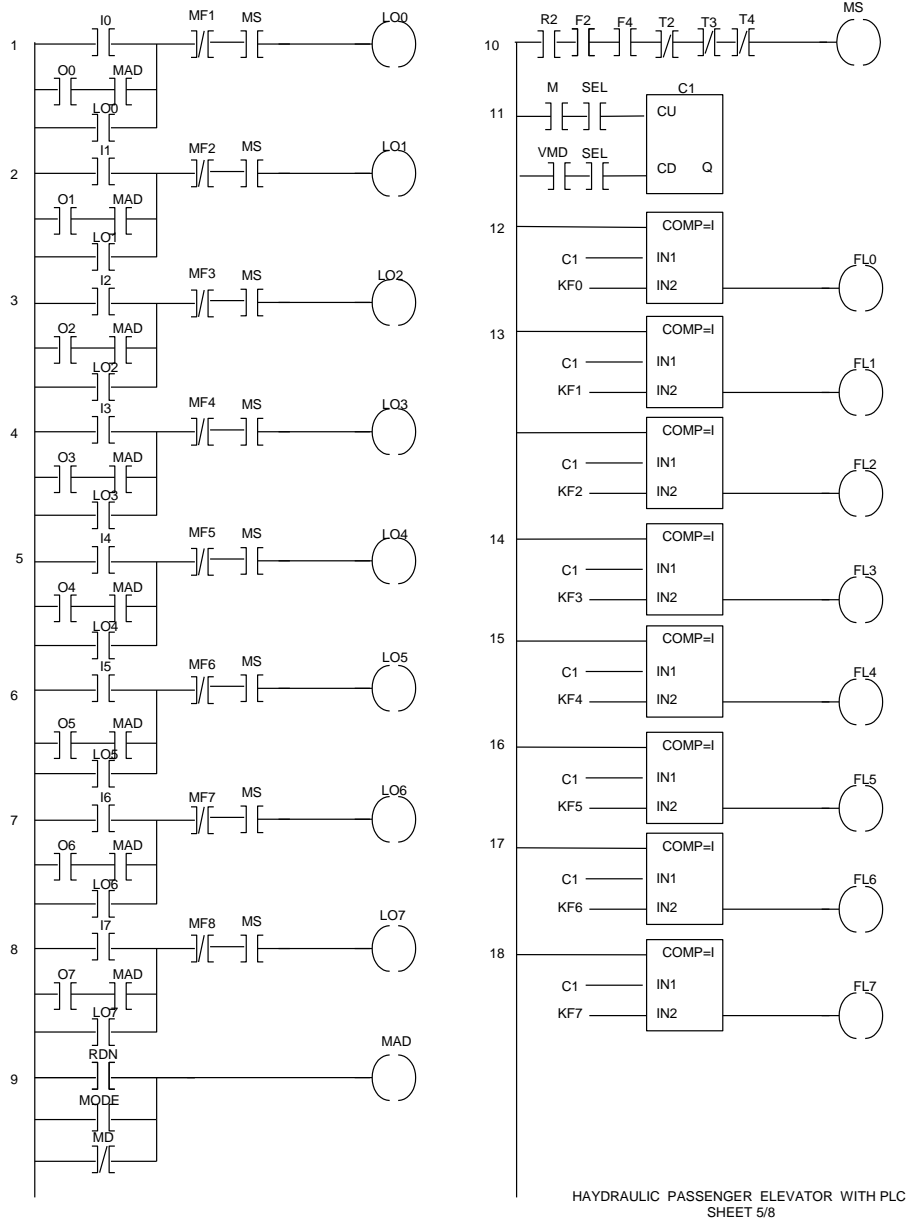 I0 MF1 MS LO0
1
O0 MAD
LO0
I1 MF2 MS LO1
2
O1 MAD
LO1
I2 MF3 MS LO2
3
O2 MAD
LO2
I3 MF4 MS LO3
4
O3 MAD
LO3
I4 MF5 MS LO4
5
O4 MAD
LO4
I5 MF6 MS LO5
6
O5 MAD
LO5
I6 MF7 MS LO6
7
O6 MAD
LO6
I7 MF8 MS LO7
8
O7 MAD
LO7
RDN MAD
9
MODE
MD
R2 F2 F4 T2 T3 T4 MS
10
M SEL C1
11 CU
VMD SEL
CD Q
12 COMP=I
C1 IN1 FL0
KF0 IN2
13 COMP=I
C1 IN1 FL1
KF1 IN2
COMP=I
C1 IN1 FL2
KF2 IN2
14 COMP=I
C1 IN1 FL3
KF3 IN2
15 COMP=I
C1 IN1 FL4
KF4 IN2
16 COMP=I
C1 IN1 FL5
KF5 IN2
17 COMP=I
C1 IN1 FL6
KF6 IN2
18 COMP=I
C1 IN1 FL7
KF7 IN2
HAYDRAULIC PASSENGER ELEVATOR WITH PLC
SHEET 5/8